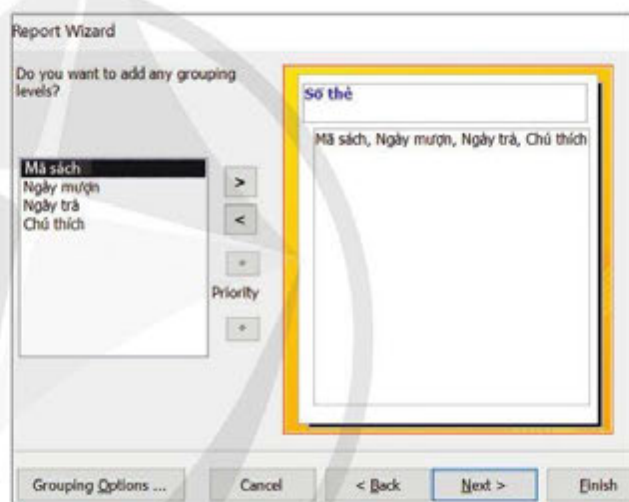 Report Wizard
Do you want to add any grouping
levels?
Mã sách
Ngày mượn
Ngày trả
Chú thích
>
<
Priority
Số thẻ
Mã sách, Ngày mượn, Ngày trả, Chú thích
Grouping Options ...
Cancel
< Back
Next >
Finish